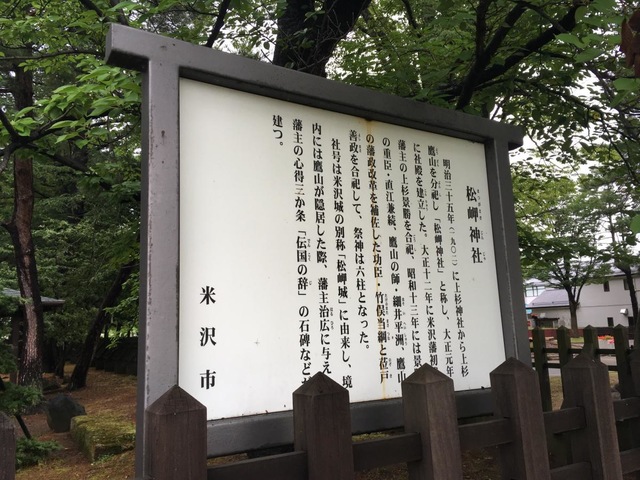 松岬神社
明治三十五年(一九〇二)に上杉神社から上杉
鷹山を分祀し「松岬神社」と称し、大正元年
に社殿を建立した。大正十二年に米沢藩初
藩主の上杉景勝を合祀、昭和十三年には景
の重臣・直江兼続、鷹山の師・細井平洲、鷹山
の藩政改革を補佐した功臣・竹俣当綱と莅戸
善政を合祀して、祭神は六柱となった。
社号は米沢城の別称「松岬城」に由来し、境
内には鷹山が隠居した際、藩主治広に与え
藩主の心得三か条「伝国の辞」の石碑など
建つ。
米沢市